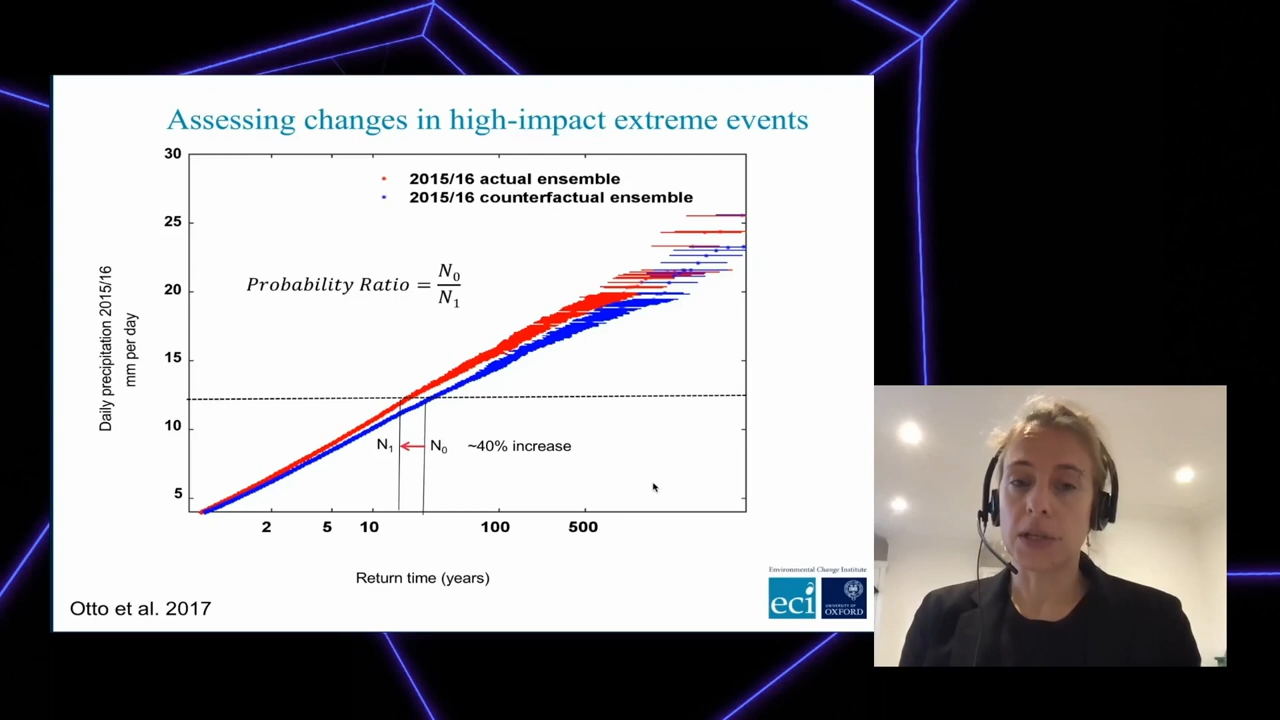 Assessing changes in high-impact extreme events
30
25
20
15
10
5
2015/16 actual ensemble
2015/16 counterfactual ensemble
Probability Ratio = N0
N1
Daily precipitation 2015/16
mm per day
N1
N0
~40% increase
2
5
10
100
500
Return time (years)
Otto et al. 2017
Environmental Change Institute
eci
UNIVERSITY OF
OXFORD